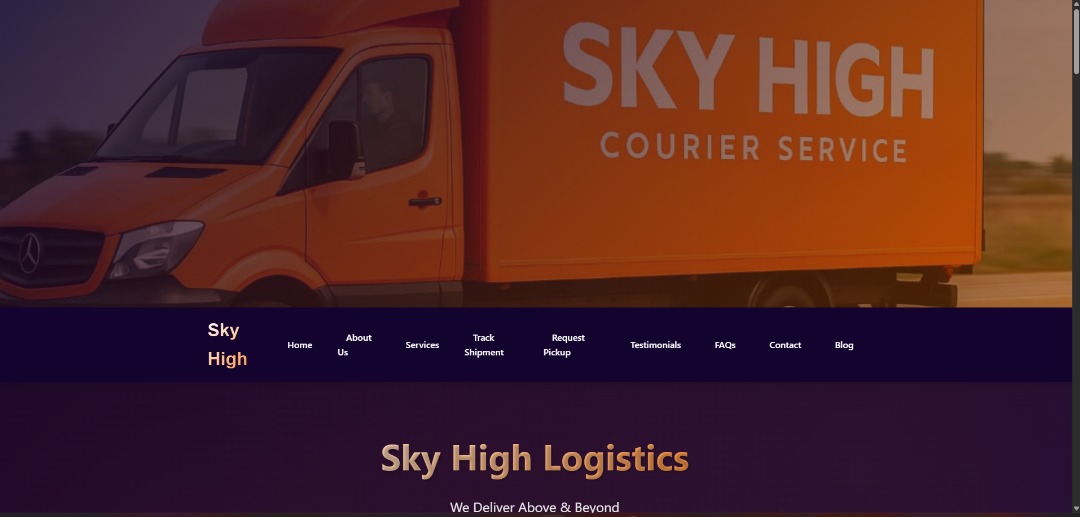 SKY HIGH
COURIER SERVICE
Sky
High
Home
About
Us
Services
Track
Shipment
Request
Pickup
Testimonials
FAQs
Contact
Blog
Sky High Logistics
We Deliver Above & Beyond